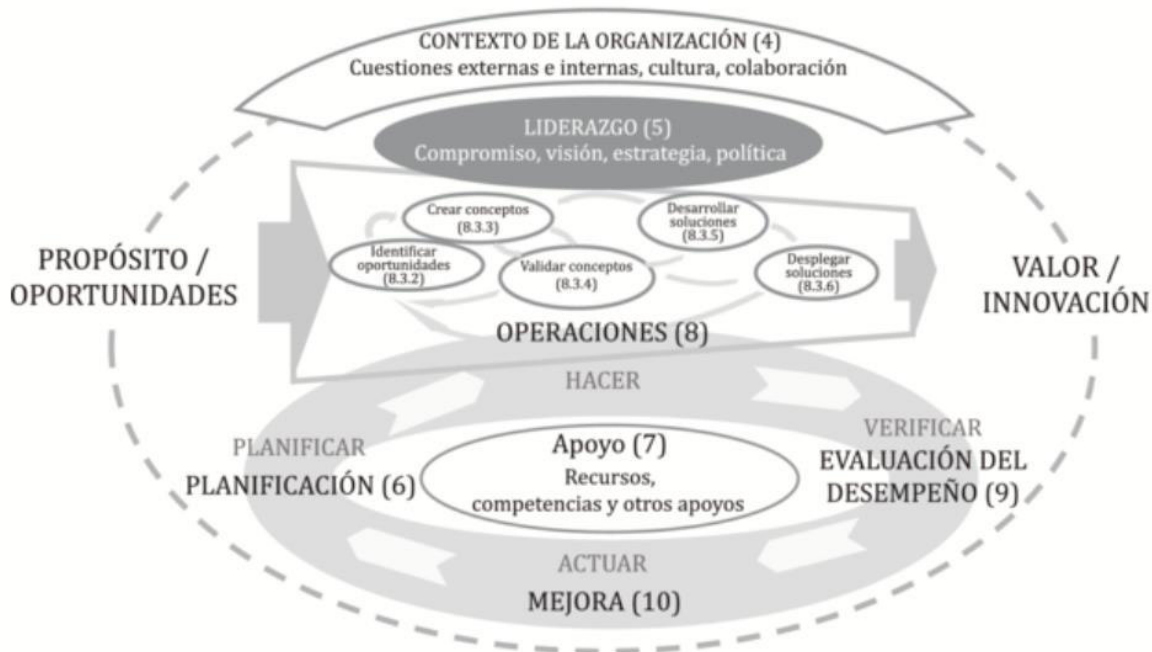 CONTEXTO DE LA ORGANIZACIÓN (4)
Cuestiones externas e internas, cultura, colaboración
LIDERAZGO (5)
Compromiso, visión, estrategia, política
Crear conceptos
(8.3.3)
Desarrollar
soluciones
(8.3.5)
Identificar
oportunidades
(8.3.2)
Validar conceptos
(8.3.4)
Desplegar
soluciones
(8.3.6)
PROPÓSITO /
OPORTUNIDADES
VALOR /
INNOVACIÓN
OPERACIONES (8)
HACER
PLANIFICAR
PLANIFICACIÓN (6)
Apoyo (7)
Recursos,
competencias y otros apoyos
VERIFICAR
EVALUACIÓN DEL
DESEMPEÑO (9)
ACTUAR
MEJORA (10)